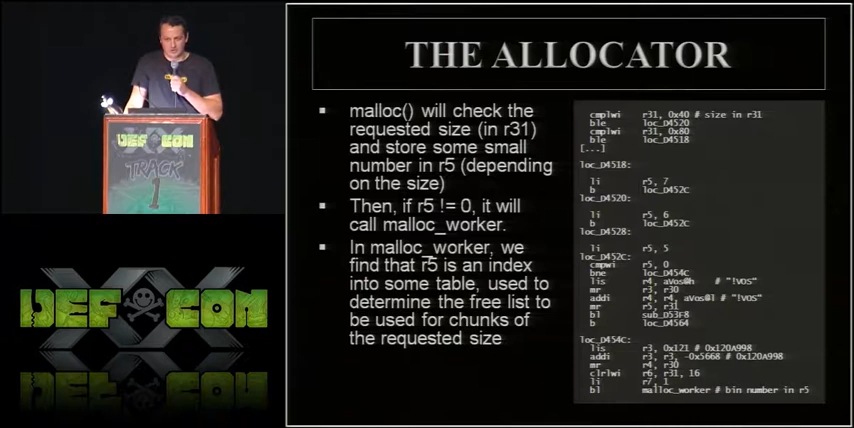 DEFCON
TRACK
1
DEFCON
XX
THE ALLOCATOR
malloc() will check the
requested size (in r31)
and store some small
number in r5 (depending
on the size)
Then, if r5 != 0, it will
call malloc_worker.
In malloc_worker, we
find that r5 is an index
into some table, used to
determine the free list to
be used for chunks of
the requested size
cmplwi r31, 0x40 # size in r31
ble loc_D4520
cmplwi r31, 0x80
ble loc_D4518
[...]
loc_D4518:
li r5, 7
b loc_D452C
loc_D4520:
li r5, 6
b loc_D452C
loc_D4528:
li r5, 5
loc_D452C:
cmpwi r5, 0
bne loc_D454C
lis r4, aVos@h # "!VOS"
mr r3, r30
addi r4, r4, aVos@l # "!VOS"
mr r5, r31
bl sub_D53F8
b loc_D4564
loc_D454C:
lis r3, 0x121 # 0x120A998
addi r3, r3, -0x5668 # 0x120A998
mr r4, r30
clrlwi r6, r31, 16
li r7, 1
bl malloc_worker # bin number in r5